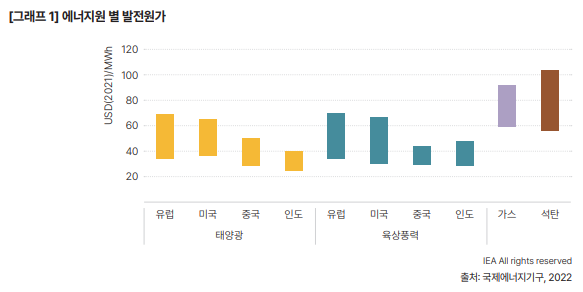 [그래프 1] 에너지원 별 발전원가
USD(2021)/MWh
120
100
80
60
40
20
유럽 미국 중국 인도 유럽 미국 중국 인도 가스 석탄
태양광 육상풍력
IEA All rights reserved
출처: 국제에너지기구, 2022